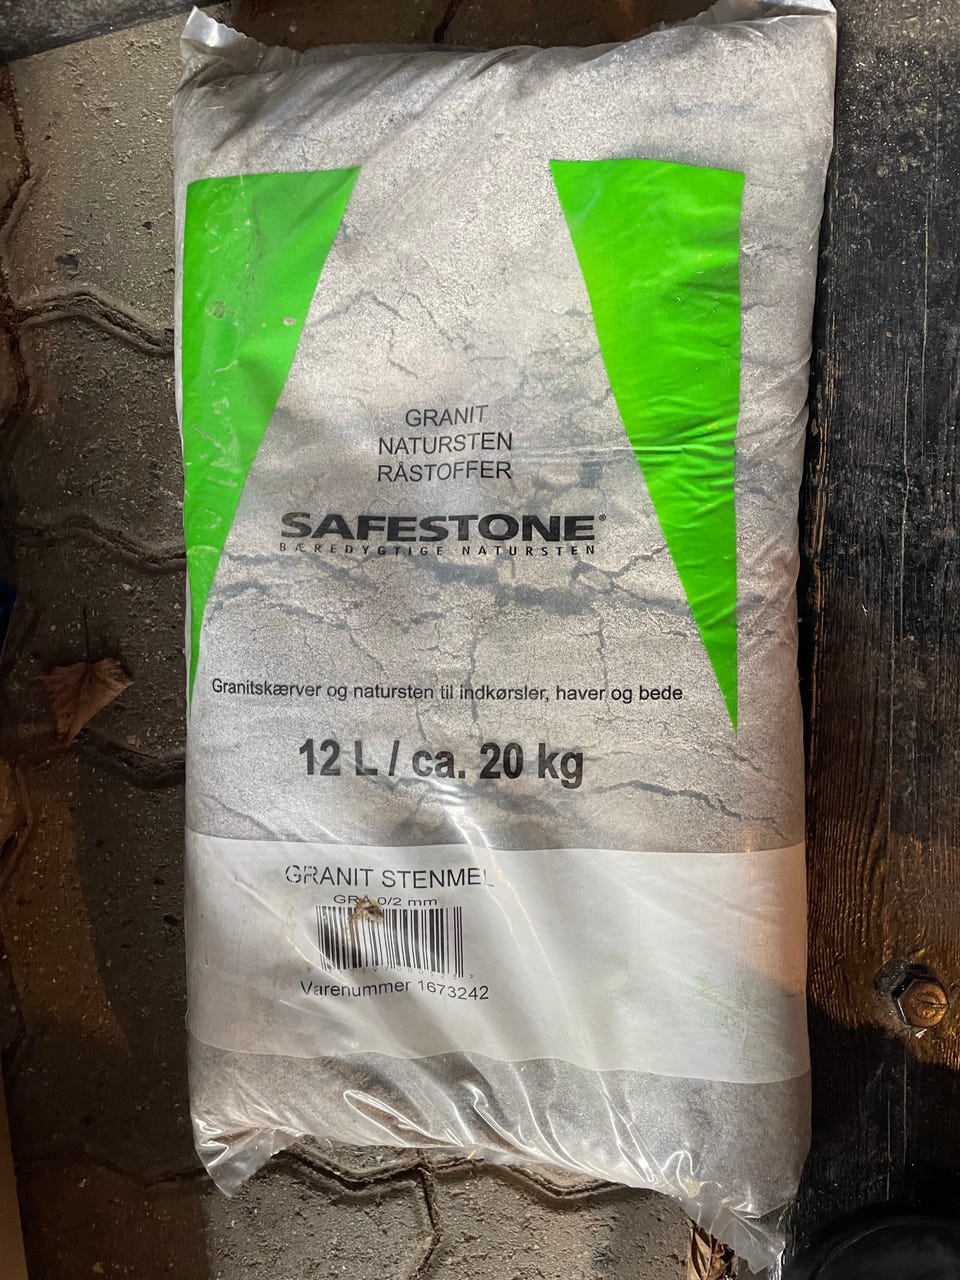 GRANIT
NATURSTEN
RÅSTOFFER
SAFESTONE®
BÆREDYGTIGE NATURSTEN
Granitskærver og natursten til indkørsler, haver og bede
12 L / ca. 20 kg
GRANIT STENMEL
GRÅ 0/2 mm
Varenummer 1673242